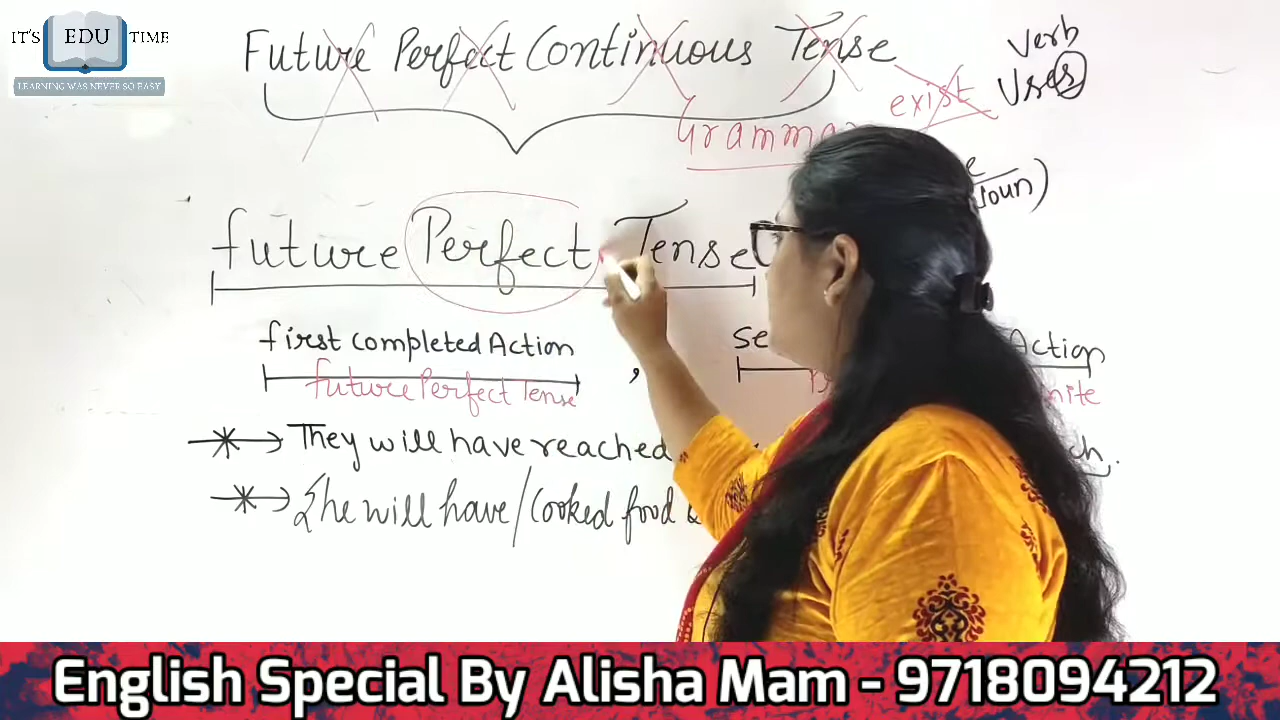 IT'S EDU TIME
LEARNING WAS NEVER SO EASY
Future Perfect Continuous Tense
Verb
Uses
exist
Grammar
Noun)
future Perfect Tense
first completed Action
Action
future Perfect Tense
,
They will have reached
She will have/Cooked food
English Special By Alisha Mam - 9718094212